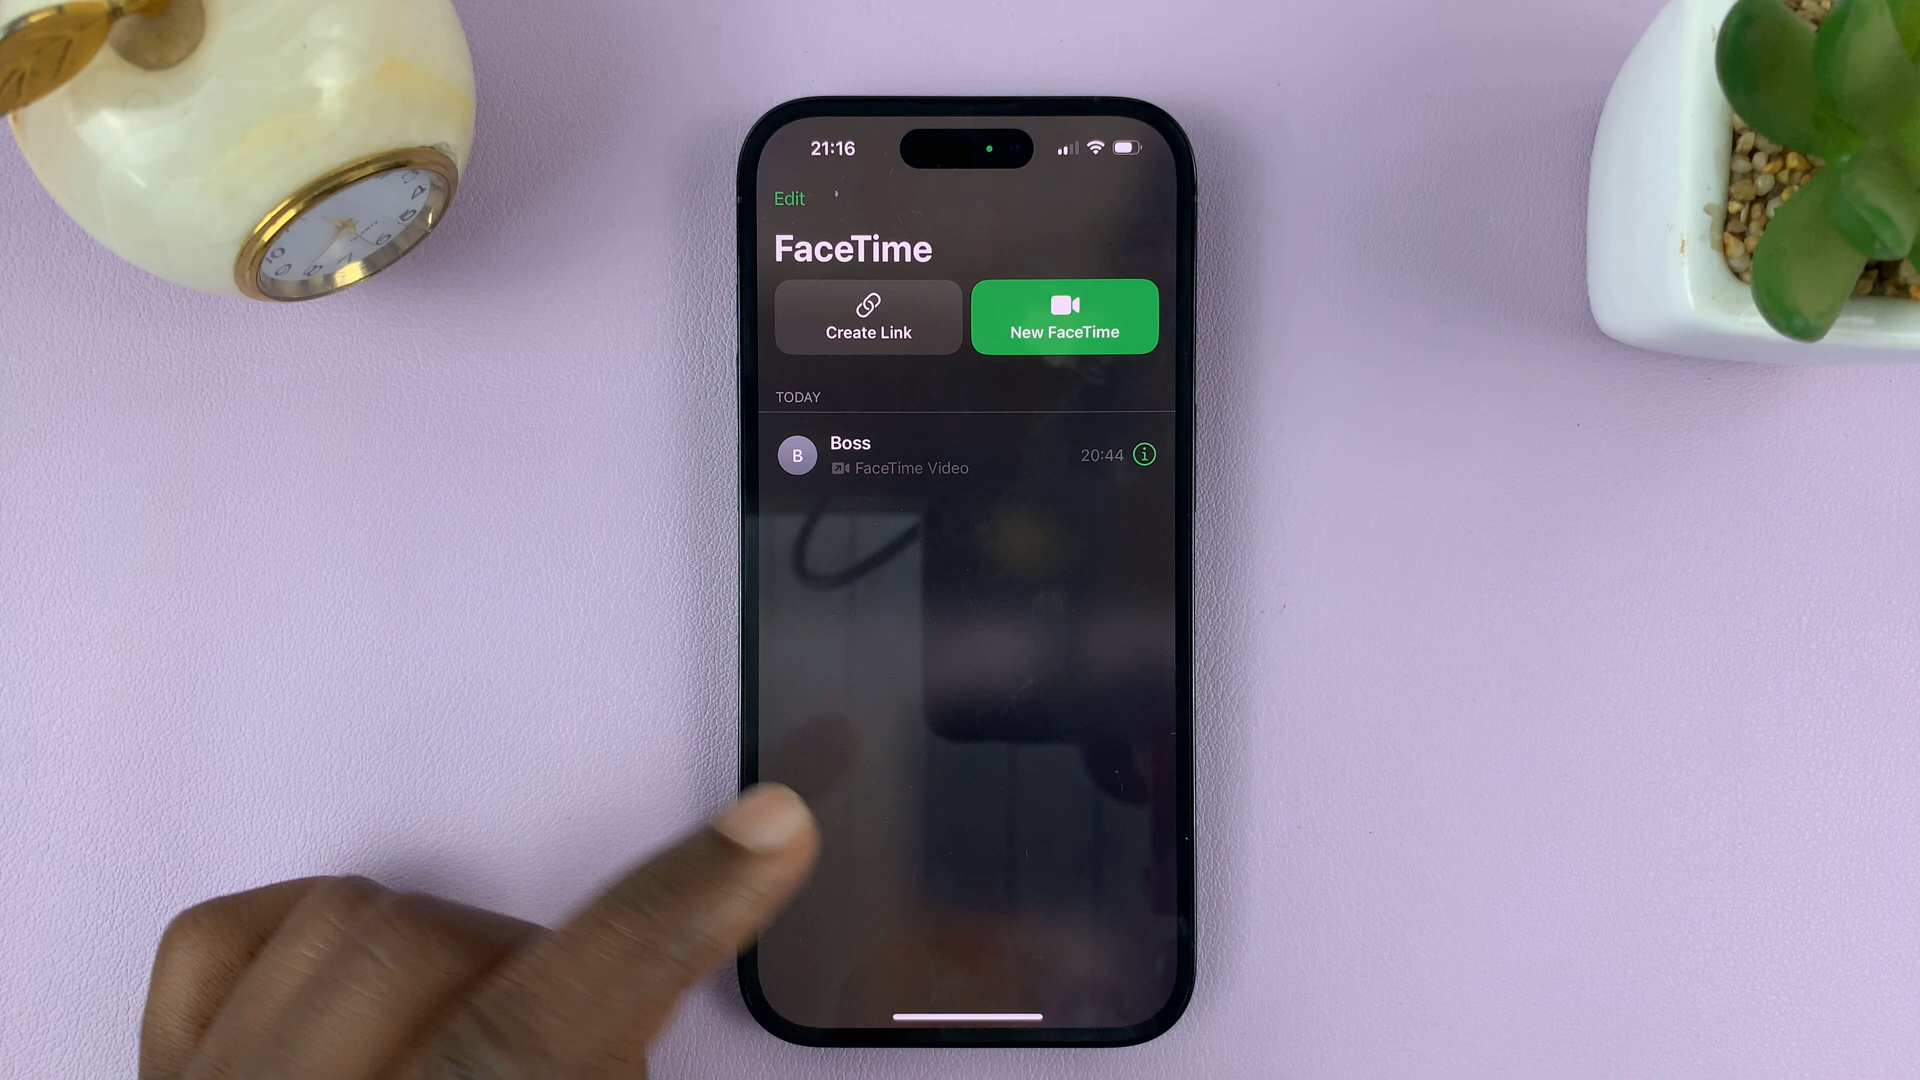 21:16
Edit
FaceTime
Create Link
New FaceTime
TODAY
Boss
B
20:44
FaceTime Video